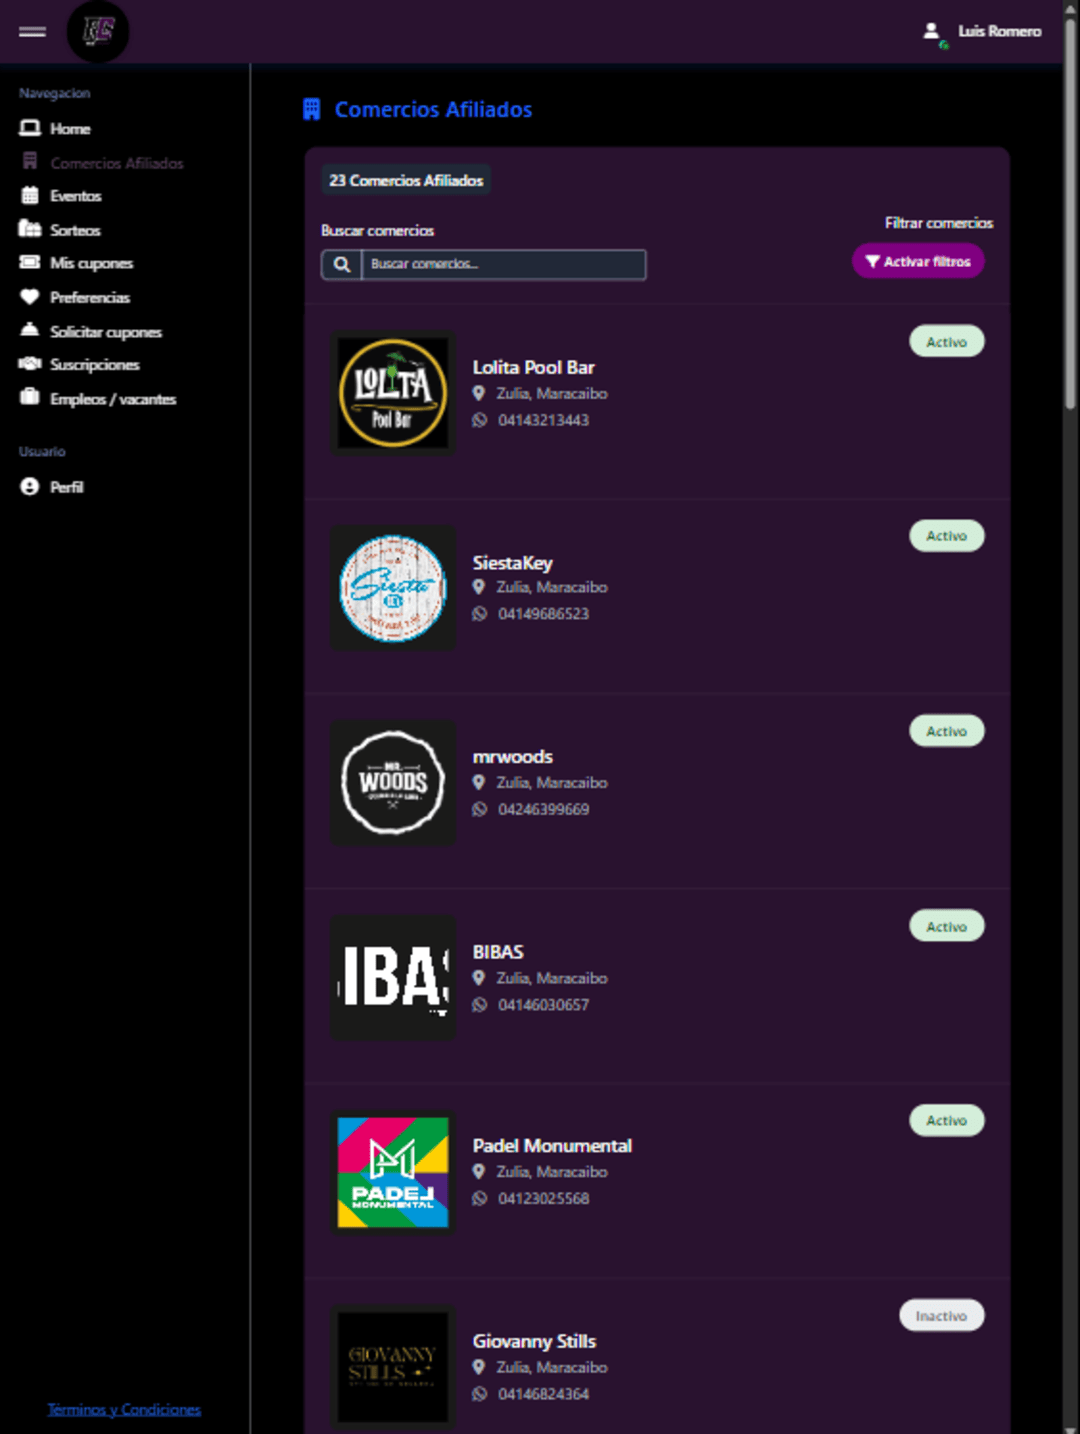 Luis Romero
Navegacion
Home
Comercios Afiliados
Eventos
Sorteos
Mis cupones
Preferencias
Solicitar cupones
Suscripciones
Empleos / vacantes
Usuario
Perfil
Términos y Condiciones
Comercios Afiliados
23 Comercios Afiliados
Buscar comercios
Buscar comercios...
Filtrar comercios
Activar filtros
LOLITA
Pool Bar
Lolita Pool Bar
Zulia, Maracaibo
04143213443
Activo
Siesta
SiestaKey
Zulia, Maracaibo
04149686523
Activo
MR.
WOODS
mrwoods
Zulia, Maracaibo
04246399669
Activo
IBAS
BIBAS
Zulia, Maracaibo
04146030657
Activo
PADEL
MONUMENTAL
Padel Monumental
Zulia, Maracaibo
04123025568
Activo
GIOVANNY
STILLS
Giovanny Stills
Zulia, Maracaibo
04146824364
Inactivo